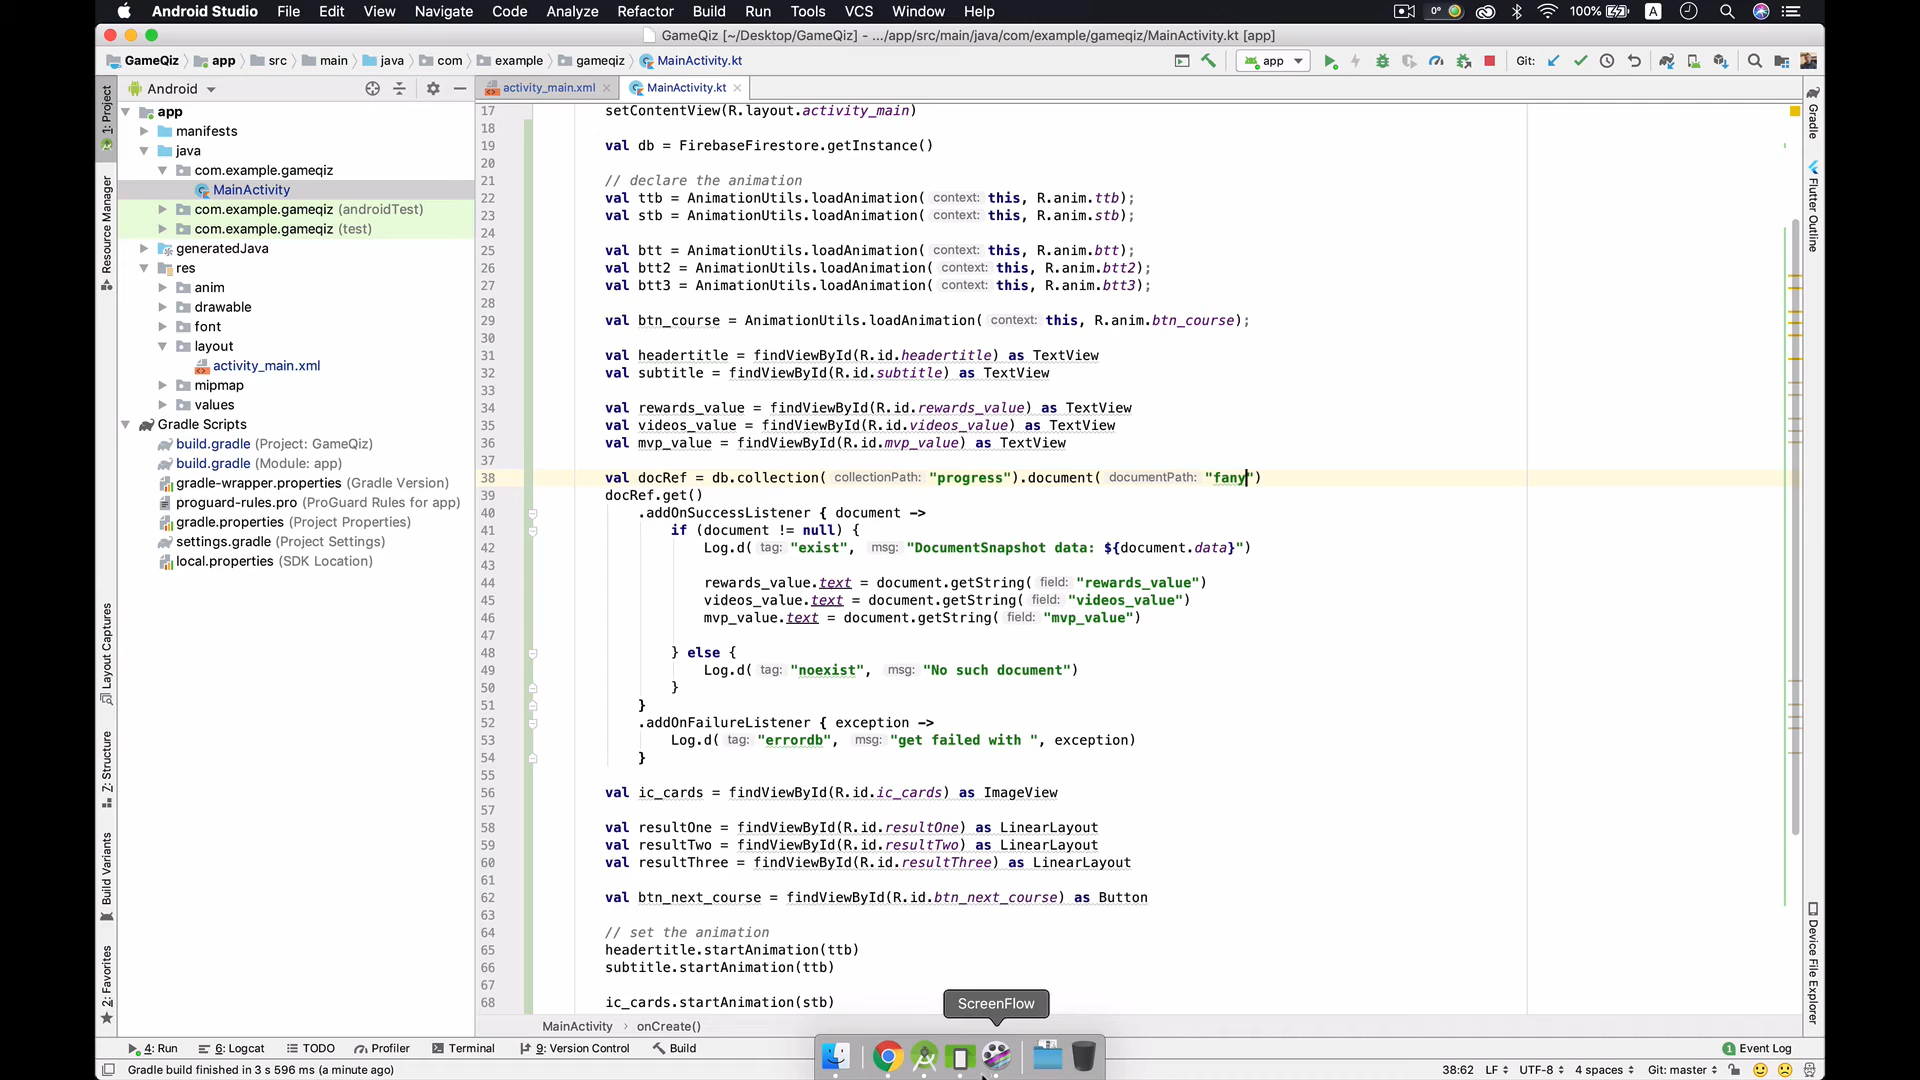 Android Studio File Edit View Navigate Code Analyze Refactor Build Run Tools VCS Window Help 0° 100% A
GameQiz [~/Desktop/GameQiz] – .../app/src/main/java/com/example/gameqiz/MainActivity.kt [app]
GameQiz app src main java com example gameqiz MainActivity.kt app Git:
Android activity_main.xml MainActivity.kt
1: Project
Resource Manager
Layout Captures
Z: Structure
Build Variants
2: Favorites
app
manifests
java
com.example.gameqiz
MainActivity
com.example.gameqiz (androidTest)
com.example.gameqiz (test)
generatedJava
res
anim
drawable
font
layout
activity_main.xml
mipmap
values
Gradle Scripts
build.gradle (Project: GameQiz)
build.gradle (Module: app)
gradle-wrapper.properties (Gradle Version)
proguard-rules.pro (ProGuard Rules for app)
gradle.properties (Project Properties)
settings.gradle (Project Settings)
local.properties (SDK Location)
17 setContentView(R.layout.activity_main)
18
19 val db = FirebaseFirestore.getInstance()
20
21 // declare the animation
22 val ttb = AnimationUtils.loadAnimation( context: this, R.anim.ttb);
23 val stb = AnimationUtils.loadAnimation( context: this, R.anim.stb);
24
25 val btt = AnimationUtils.loadAnimation( context: this, R.anim.btt);
26 val btt2 = AnimationUtils.loadAnimation( context: this, R.anim.btt2);
27 val btt3 = AnimationUtils.loadAnimation( context: this, R.anim.btt3);
28
29 val btn_course = AnimationUtils.loadAnimation( context: this, R.anim.btn_course);
30
31 val headertitle = findViewById(R.id.headertitle) as TextView
32 val subtitle = findViewById(R.id.subtitle) as TextView
33
34 val rewards_value = findViewById(R.id.rewards_value) as TextView
35 val videos_value = findViewById(R.id.videos_value) as TextView
36 val mvp_value = findViewById(R.id.mvp_value) as TextView
37
38 val docRef = db.collection( collectionPath: "progress").document( documentPath: "fany")
39 docRef.get()
40 .addOnSuccessListener { document ->
41 if (document != null) {
42 Log.d( tag: "exist", msg: "DocumentSnapshot data: ${document.data}")
43
44 rewards_value.text = document.getString( field: "rewards_value")
45 videos_value.text = document.getString( field: "videos_value")
46 mvp_value.text = document.getString( field: "mvp_value")
47
48 } else {
49 Log.d( tag: "noexist", msg: "No such document")
50 }
51 }
52 .addOnFailureListener { exception ->
53 Log.d( tag: "errordb", msg: "get failed with ", exception)
54 }
55
56 val ic_cards = findViewById(R.id.ic_cards) as ImageView
57
58 val resultOne = findViewById(R.id.resultOne) as LinearLayout
59 val resultTwo = findViewById(R.id.resultTwo) as LinearLayout
60 val resultThree = findViewById(R.id.resultThree) as LinearLayout
61
62 val btn_next_course = findViewById(R.id.btn_next_course) as Button
63
64 // set the animation
65 headertitle.startAnimation(ttb)
66 subtitle.startAnimation(ttb)
67
68 ic_cards.startAnimation(stb)
Gradle
Flutter Outline
Device File Explorer
ScreenFlow
MainActivity › onCreate()
4: Run 6: Logcat TODO Profiler Terminal 9: Version Control Build 1 Event Log
Gradle build finished in 3 s 596 ms (a minute ago) 38:62 LF UTF-8 4 spaces Git: master